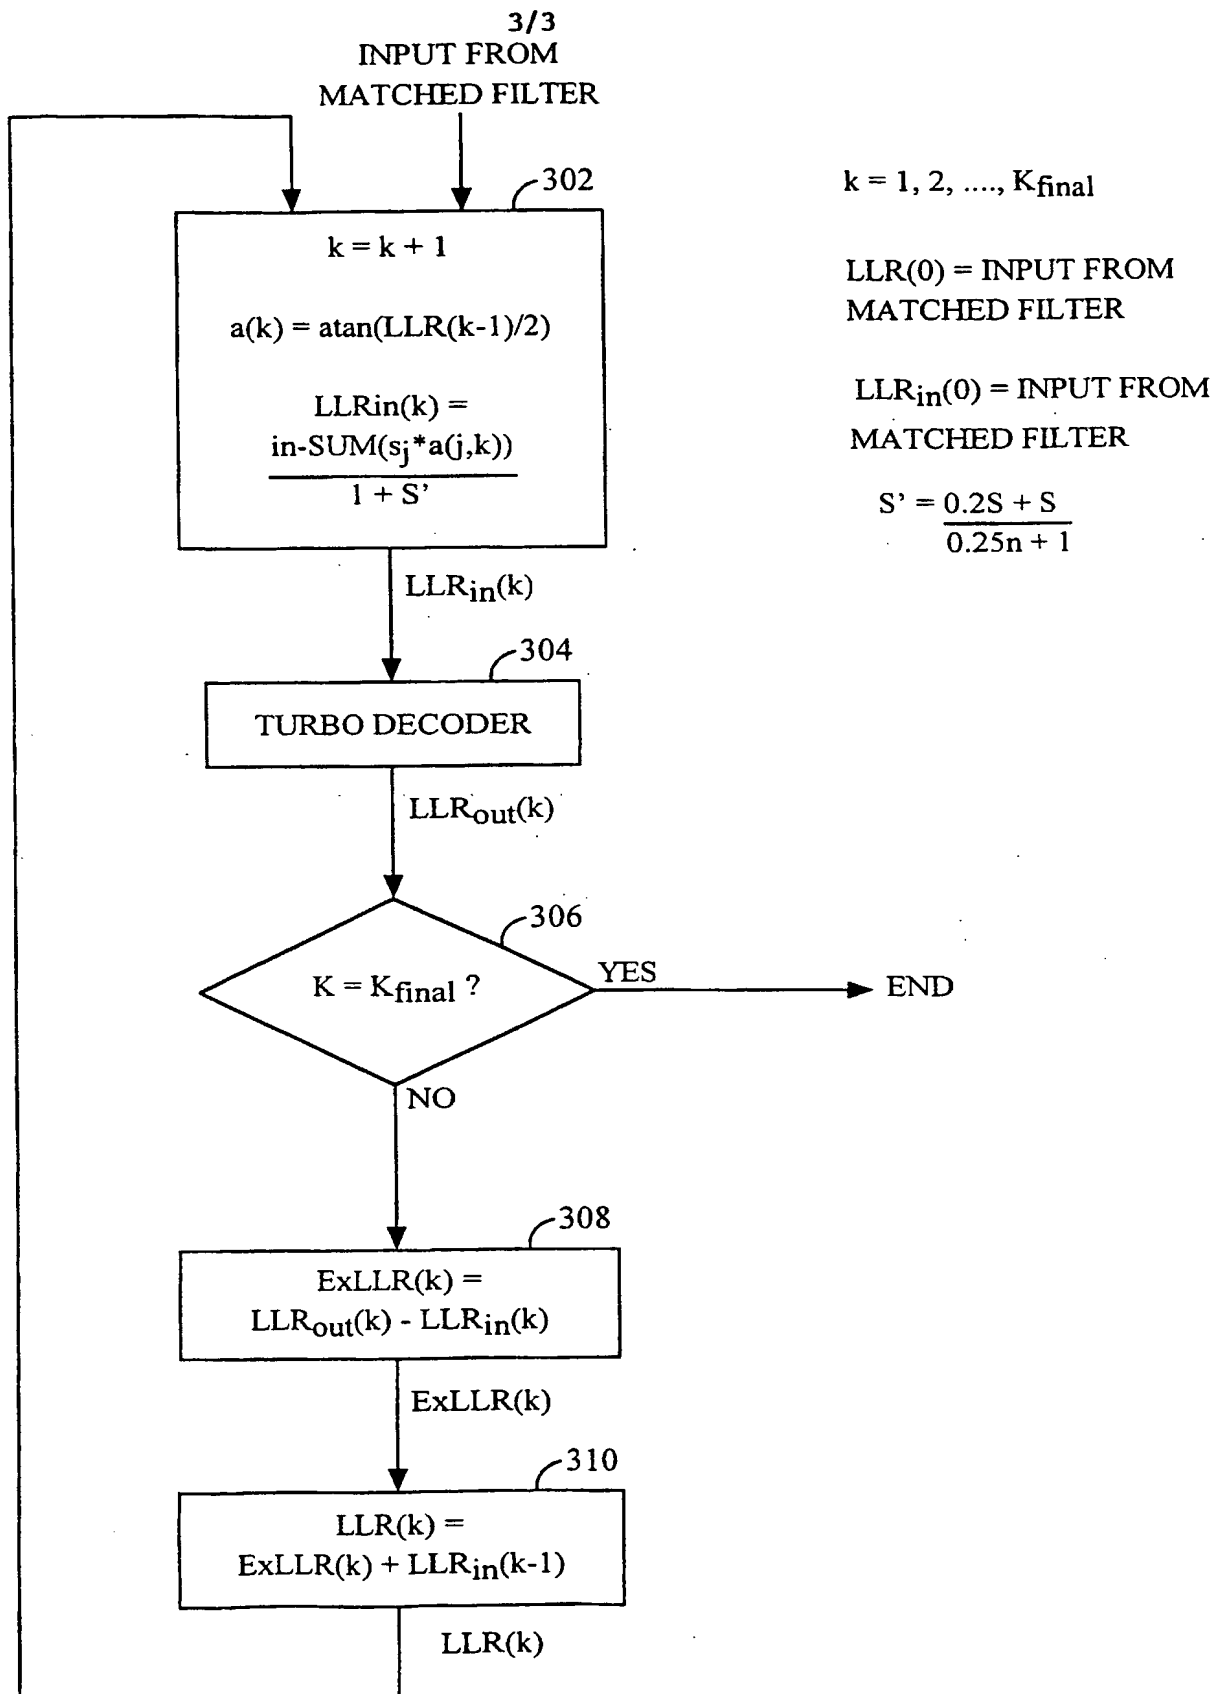 3/3
INPUT FROM
MATCHED FILTER
302
k = k + 1
a(k) = atan(LLR(k-1)/2)
LLRin(k) =
in-SUM(sj*a(j,k))
1 + S'
k = 1, 2, ...., Kfinal
LLR(0) = INPUT FROM
MATCHED FILTER
LLRin(0) = INPUT FROM
MATCHED FILTER
S' = 0.2S + S
0.25n + 1
LLRin(k)
304
TURBO DECODER
LLRout(k)
306
K = Kfinal ?
YES
END
NO
308
ExLLR(k) =
LLRout(k) - LLRin(k)
ExLLR(k)
310
LLR(k) =
ExLLR(k) + LLRin(k-1)
LLR(k)